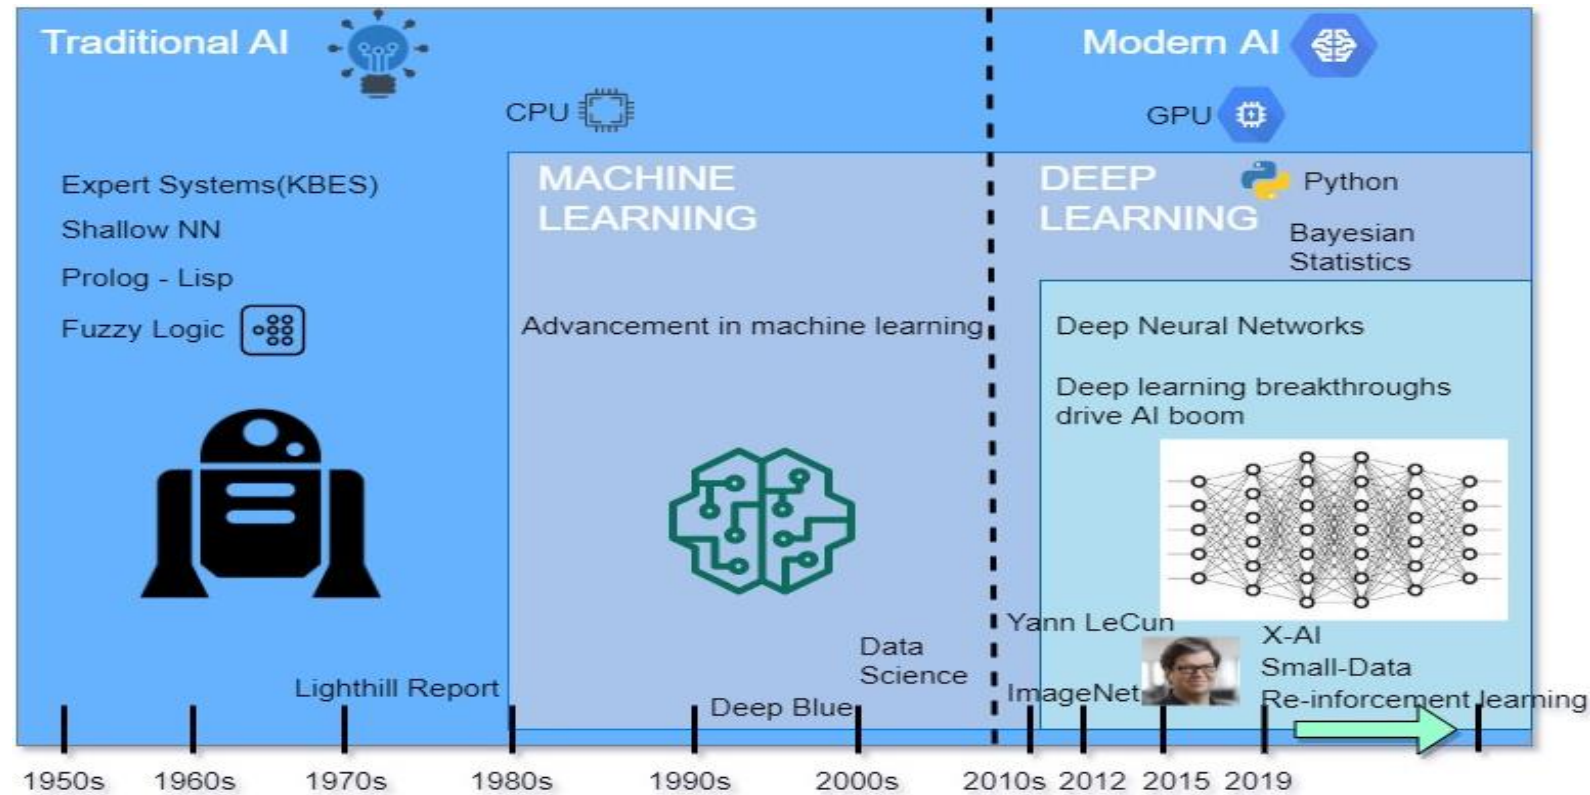 Traditional AI
Modern AI
CPU
GPU
Expert Systems(KBES)
Shallow NN
Prolog - Lisp
Fuzzy Logic
MACHINE
LEARNING
DEEP
LEARNING
Python
Bayesian
Statistics
Advancement in machine learning
Deep Neural Networks
Deep learning breakthroughs
drive AI boom
Lighthill Report
Deep Blue
Data
Science
Yann LeCun
ImageNet
X-AI
Small-Data
Re-inforcement learning
1950s 1960s 1970s 1980s 1990s 2000s 2010s 2012 2015 2019